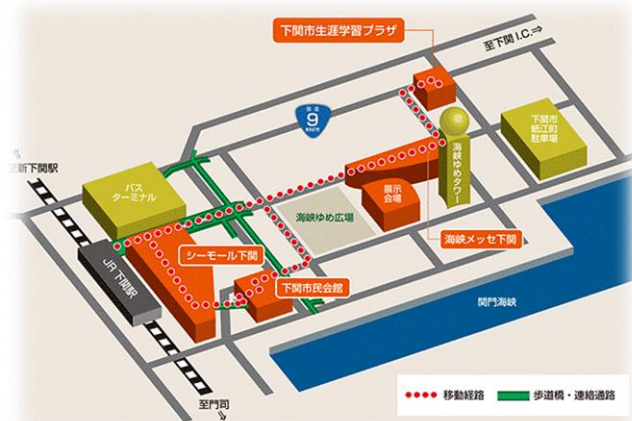 下関市生涯学習プラザ
至下関I.C.⇒
国道
9
ROUTE
海峡ゆめタワー
下関市
細江町
駐車場
至新下関駅
バス
ターミナル
展示
会場
海峡ゆめ広場
海峡メッセ下関
シーモール下関
JR下関駅
下関市民会館
関門海峡
至門司
移動経路
歩道橋・連絡通路